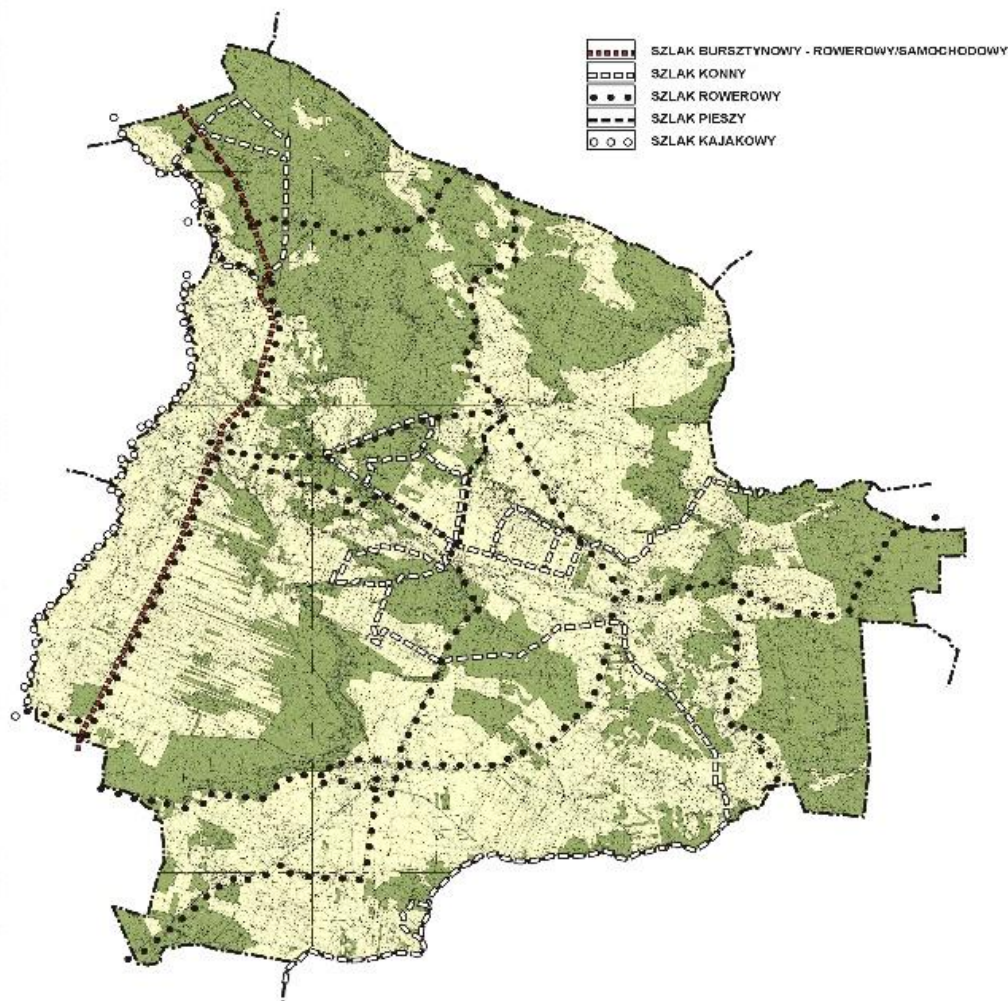 SZLAK BURSZTYNOWY - ROWEROWY/SAMOCHODOWY
SZLAK KONNY
SZLAK ROWEROWY
SZLAK PIESZY
SZLAK KAJAKOWY